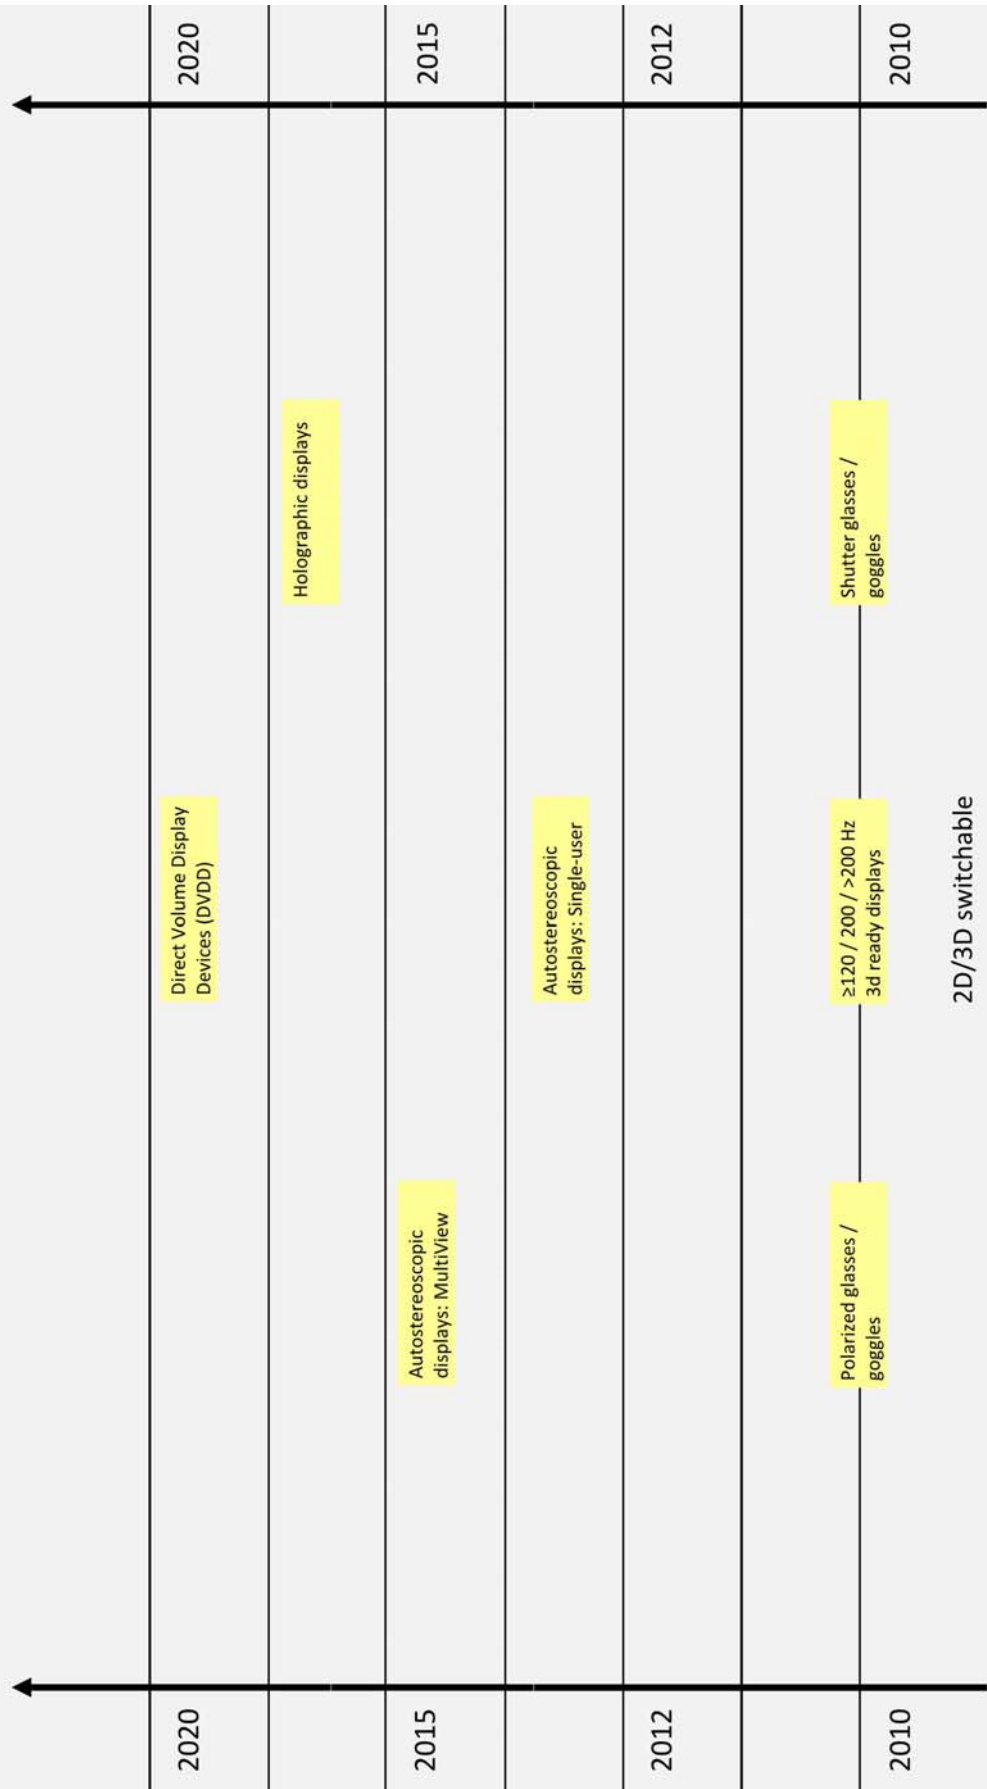 2020
2020
Direct Volume Display
Devices (DVDD)
Holographic displays
2015
2015
Autostereoscopic
displays: MultiView
Autostereoscopic
displays: Single-user
2012
2012
Polarized glasses /
goggles
≥120 / 200 / >200 Hz
3d ready displays
Shutter glasses /
goggles
2010
2010
2D/3D switchable